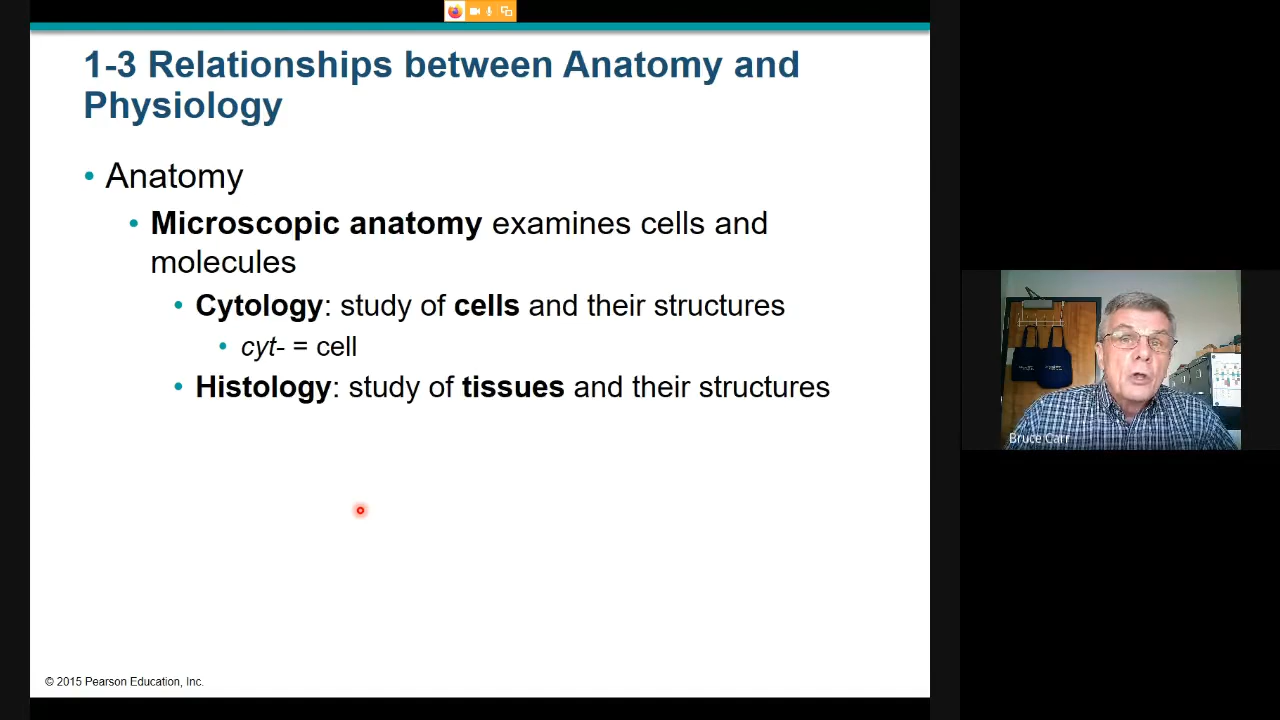 1-3 Relationships between Anatomy and
Physiology
• Anatomy
• Microscopic anatomy examines cells and
molecules
• Cytology: study of cells and their structures
• cyt- = cell
• Histology: study of tissues and their structures
© 2015 Pearson Education, Inc.
Bruce Carr